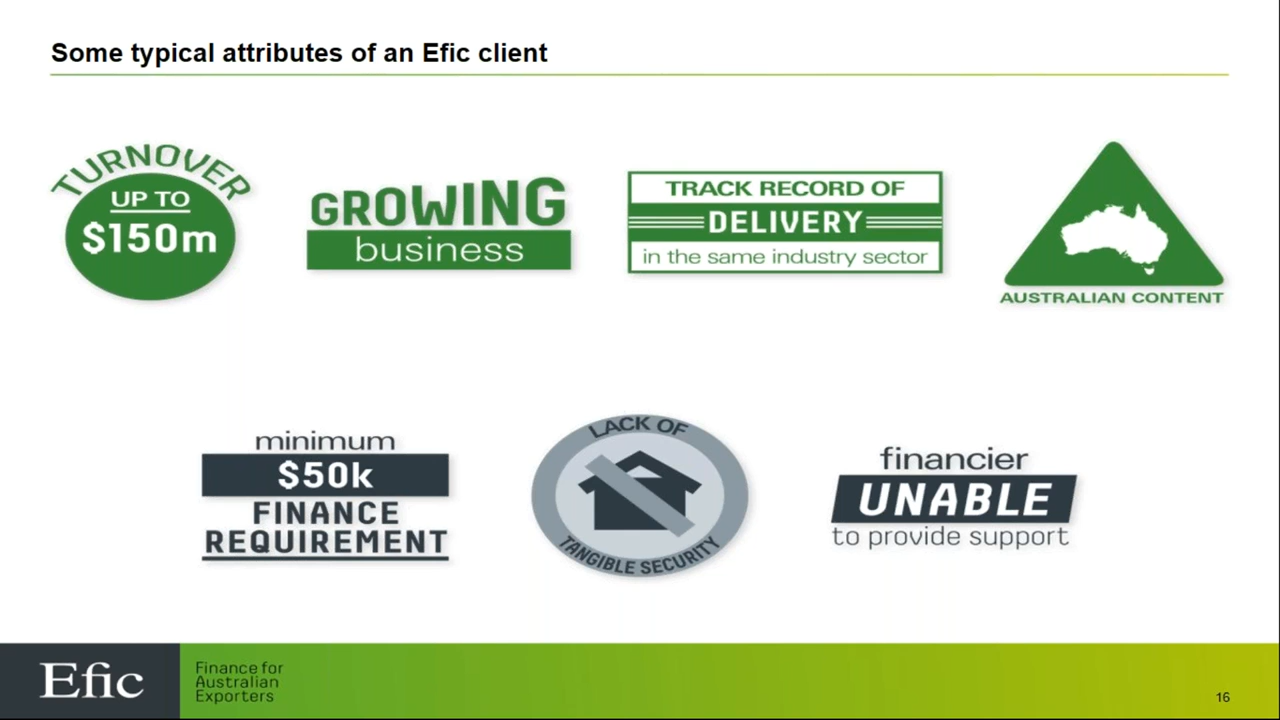 Some typical attributes of an Efic client
TURNOVER
UP TO
$150m
GROWING
business
TRACK RECORD OF
DELIVERY
in the same industry sector
AUSTRALIAN CONTENT
minimum
$50k
FINANCE
REQUIREMENT
LACK OF
TANGIBLE SECURITY
financier
UNABLE
to provide support
Efic
Finance for
Australian
Exporters
16